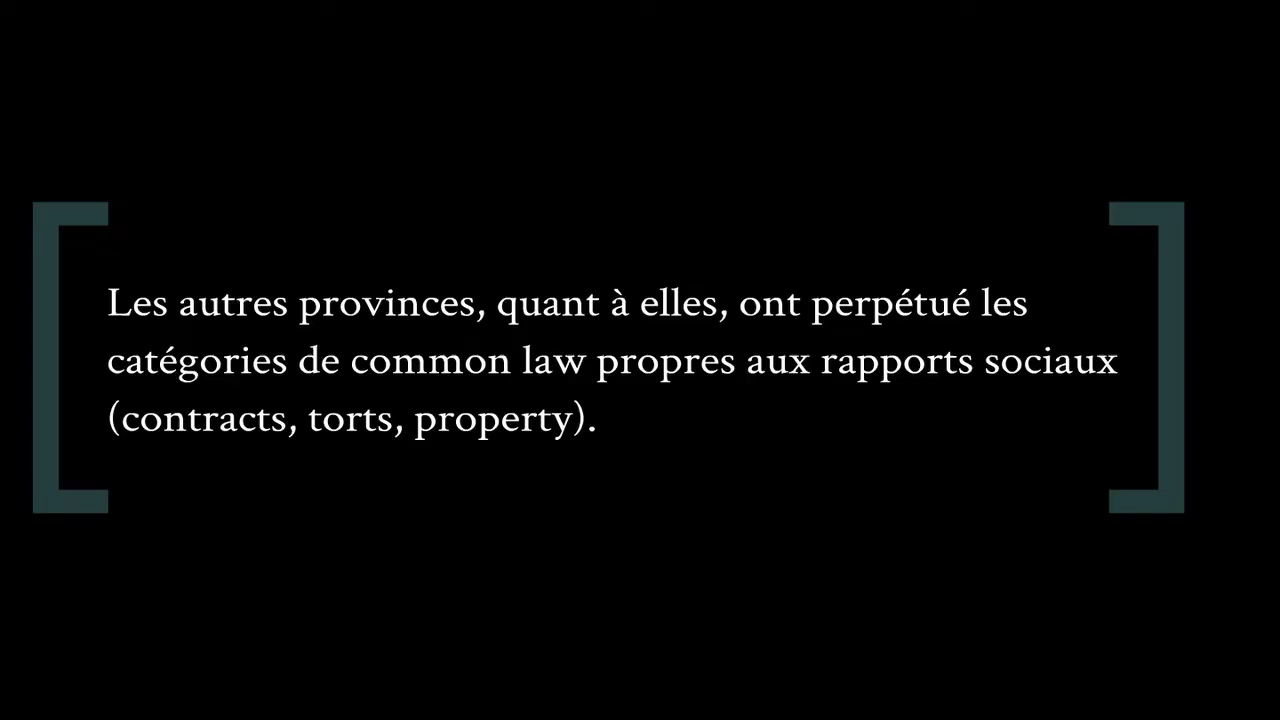 Les autres provinces, quant à elles, ont perpétué les
catégories de common law propres aux rapports sociaux
(contracts, torts, property).